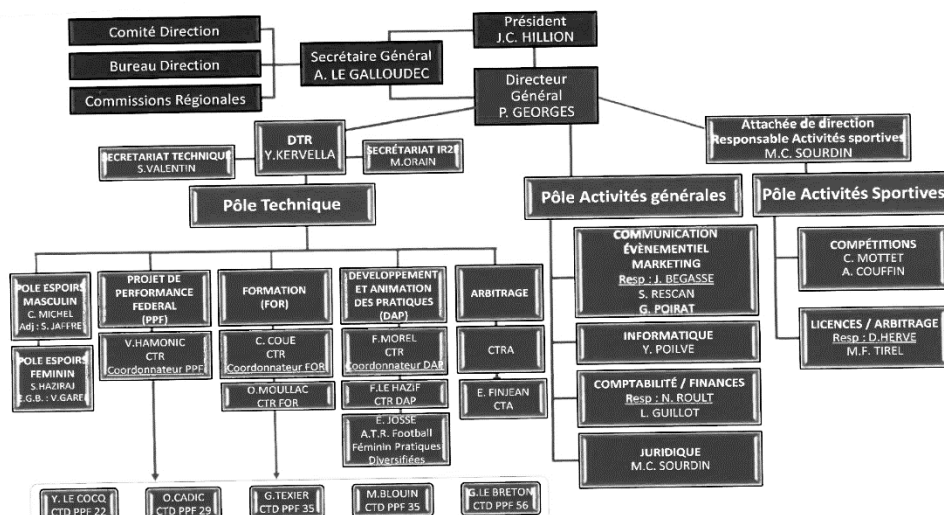 Comité Direction
Bureau Direction
Commissions Régionales
Secrétaire Général
A. LE GALLOUDEC
Président
J.C. HILLION
Directeur
Général
P. GEORGES
DTR
Y.KERVELLA
SECRETARIAT TECHNIQUE
S.VALENTIN
SECRÉTARIAT IR2F
M.ORAIN
Attachée de direction
Responsable Activités sportives
M.C. SOURDIN
Pôle Technique
Pôle Activités générales
Pôle Activités Sportives
POLE ESPOIRS
MASCULIN
C. MICHEL
Adj : S. JAFFRE
POLE ESPOIRS
FEMININ
S.HAZIRAJ
E.G.B. : V.GAREL
PROJET DE
PERFORMANCE
FEDERAL
(PPF)
V.HAMONIC
CTR
Coordonnateur PPF
FORMATION
(FOR)
C. COUE
CTR
Coordonnateur FOR
O.MOULLAC
CTR FOR
DEVELOPPEMENT
ET ANIMATION
DES PRATIQUES
(DAP)
F.MOREL
CTR
Coordonnateur DAP
F.LE HAZIF
CTR DAP
E. JOSSE
A.T.R. Football
Féminin Pratiques
Diversifiées
ARBITRAGE
CTRA
E. FINJEAN
CTA
COMMUNICATION
ÉVÈNEMENTIEL
MARKETING
Resp : J. BEGASSE
S. RESCAN
G. POIRAT
INFORMATIQUE
Y. POILVE
COMPTABILITÉ / FINANCES
Resp : N. ROULT
L. GUILLOT
JURIDIQUE
M.C. SOURDIN
COMPÉTITIONS
C. MOTTET
A. COUFFIN
LICENCES / ARBITRAGE
Resp : D.HERVE
M.F. TIREL
Y. LE COCQ
CTD PPF 22
O.CADIC
CTD PPF 29
G.TEXIER
CTD PPF 35
M.BLOUIN
CTD PPF 35
G.LE BRETON
CTD PPF 56